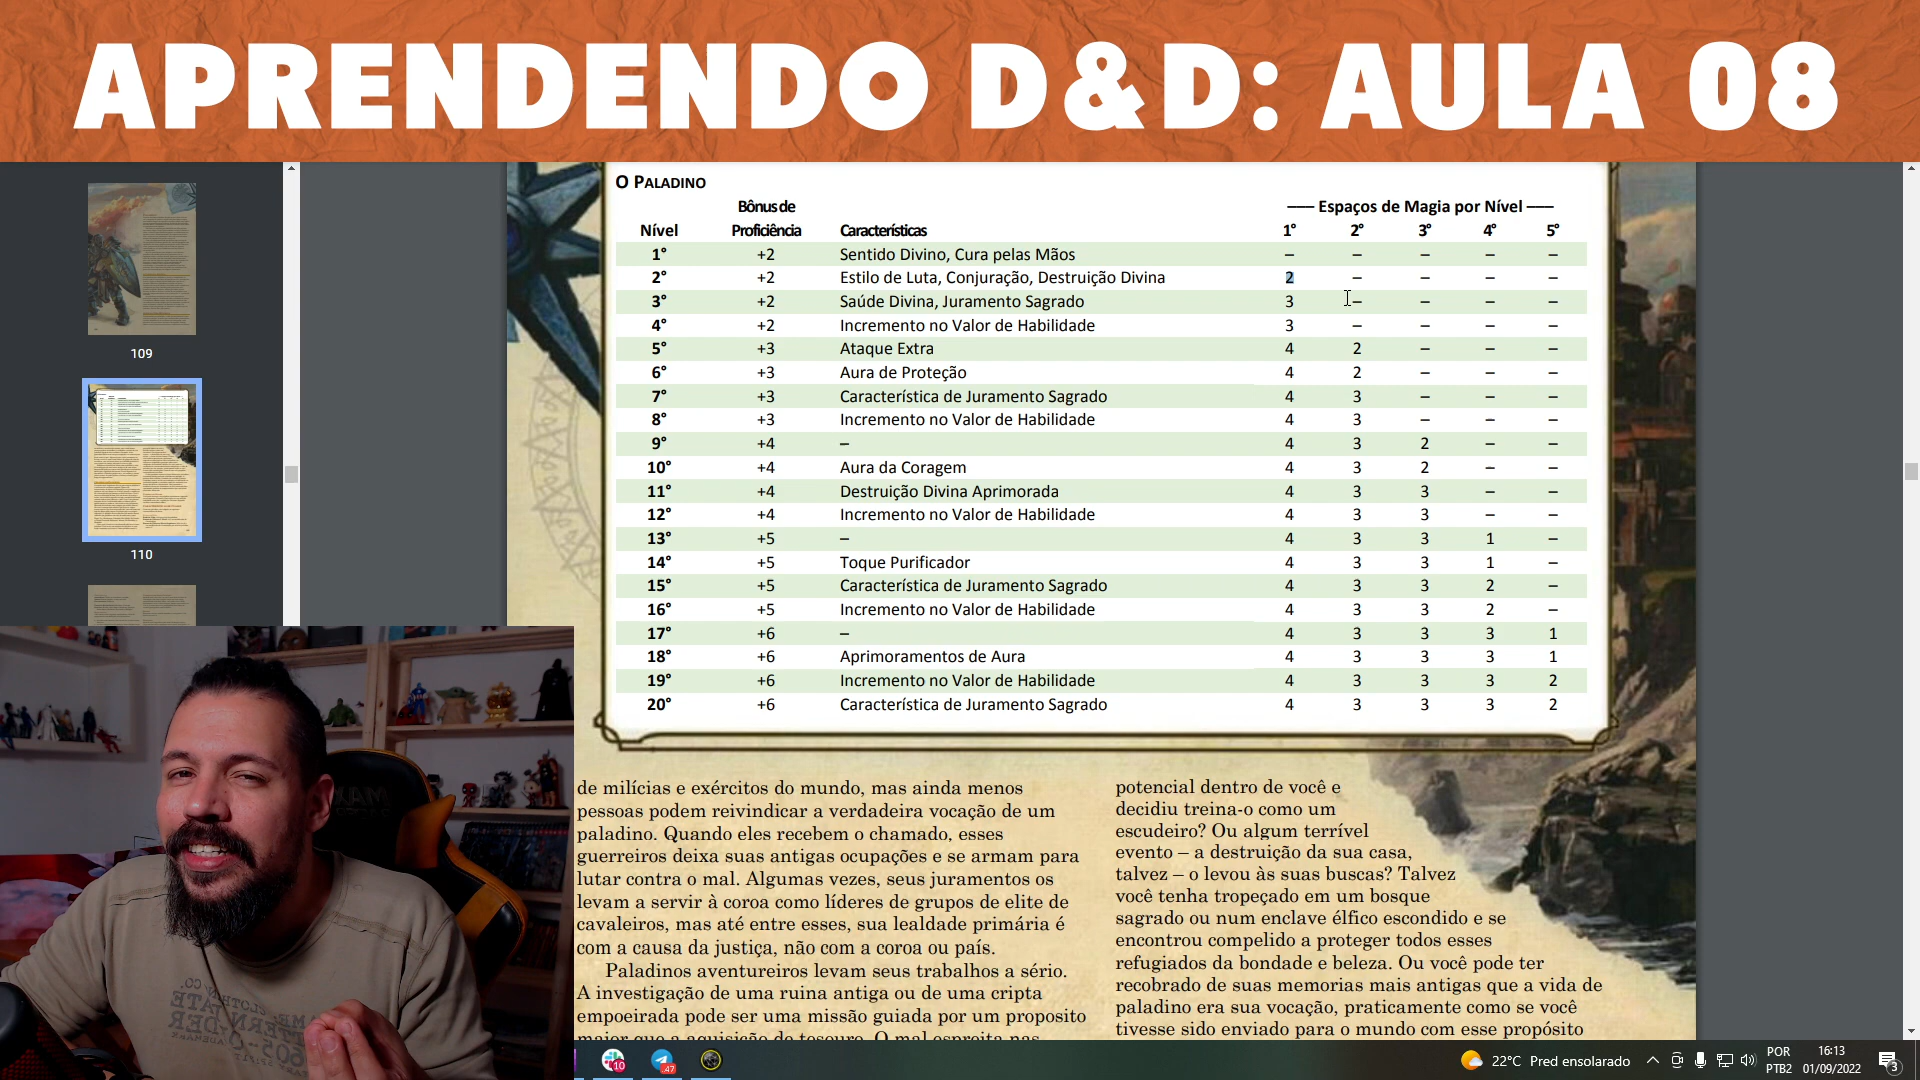 APRENDENDO D&D: AULA 08
O PALADINO
Bônus de
— Espaços de Magia por Nível —
Nível Proficiência Características 1° 2° 3° 4° 5°
1° +2 Sentido Divino, Cura pelas Mãos – – – – –
2° +2 Estilo de Luta, Conjuração, Destruição Divina 2 – – – –
3° +2 Saúde Divina, Juramento Sagrado 3 – – – –
4° +2 Incremento no Valor de Habilidade 3 – – – –
5° +3 Ataque Extra 4 2 – – –
6° +3 Aura de Proteção 4 2 – – –
7° +3 Característica de Juramento Sagrado 4 3 – – –
8° +3 Incremento no Valor de Habilidade 4 3 – – –
9° +4 – 4 3 2 – –
10° +4 Aura da Coragem 4 3 2 – –
11° +4 Destruição Divina Aprimorada 4 3 3 – –
12° +4 Incremento no Valor de Habilidade 4 3 3 – –
13° +5 – 4 3 3 1 –
14° +5 Toque Purificador 4 3 3 1 –
15° +5 Característica de Juramento Sagrado 4 3 3 2 –
16° +5 Incremento no Valor de Habilidade 4 3 3 2 –
17° +6 – 4 3 3 3 1
18° +6 Aprimoramentos de Aura 4 3 3 3 1
19° +6 Incremento no Valor de Habilidade 4 3 3 3 2
20° +6 Característica de Juramento Sagrado 4 3 3 3 2
109
110
de milícias e exércitos do mundo, mas ainda menos
pessoas podem reivindicar a verdadeira vocação de um
paladino. Quando eles recebem o chamado, esses
guerreiros deixa suas antigas ocupações e se armam para
lutar contra o mal. Algumas vezes, seus juramentos os
levam a servir à coroa como líderes de grupos de elite de
cavaleiros, mas até entre esses, sua lealdade primária é
com a causa da justiça, não com a coroa ou país.
Paladinos aventureiros levam seus trabalhos a sério.
A investigação de uma ruina antiga ou de uma cripta
empoeirada pode ser uma missão guiada por um proposito
maior que a aquisição de tesouro. O mal espreita nas
potencial dentro de você e
decidiu treina-o como um
escudeiro? Ou algum terrível
evento – a destruição da sua casa,
talvez – o levou às suas buscas? Talvez
você tenha tropeçado em um bosque
sagrado ou num enclave élfico escondido e se
encontrou compelido a proteger todos esses
refugiados da bondade e beleza. Ou você pode ter
recobrado de suas memorias mais antigas que a vida de
paladino era sua vocação, praticamente como se você
tivesse sido enviado para o mundo com esse propósito
10
47
22°C Pred ensolarado
POR
PTB2
16:13
01/09/2022
3